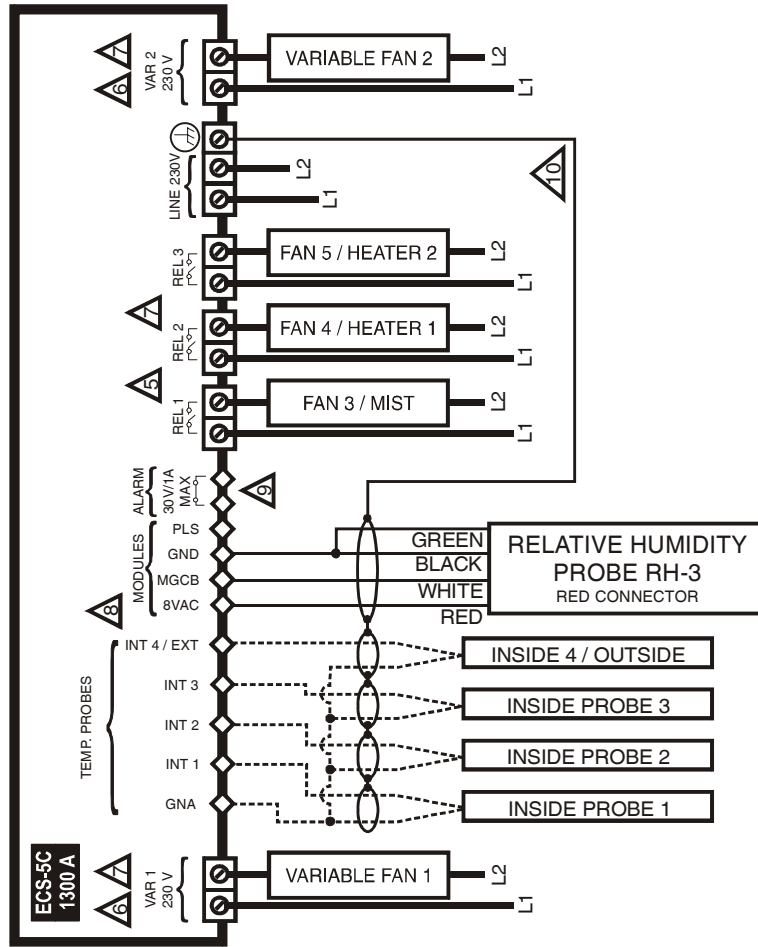 7
6
VAR 2
230 V
VARIABLE FAN 2
L2
L1
LINE 230V
L2
L1
10
REL 3
FAN 5 / HEATER 2
L2
L1
7
REL 2
FAN 4 / HEATER 1
L2
L1
5
REL 1
FAN 3 / MIST
L2
L1
ALARM
30V/1A
MAX
9
MODULES
PLS
GND
MGCB
8VAC
8
GREEN
BLACK
WHITE
RED
RELATIVE HUMIDITY
PROBE RH-3
RED CONNECTOR
TEMP. PROBES
INT 4 / EXT
INT 3
INT 2
INT 1
GNA
INSIDE 4 / OUTSIDE
INSIDE PROBE 3
INSIDE PROBE 2
INSIDE PROBE 1
ECS-5C
1300 A
7
6
VAR 1
230 V
VARIABLE FAN 1
L2
L1